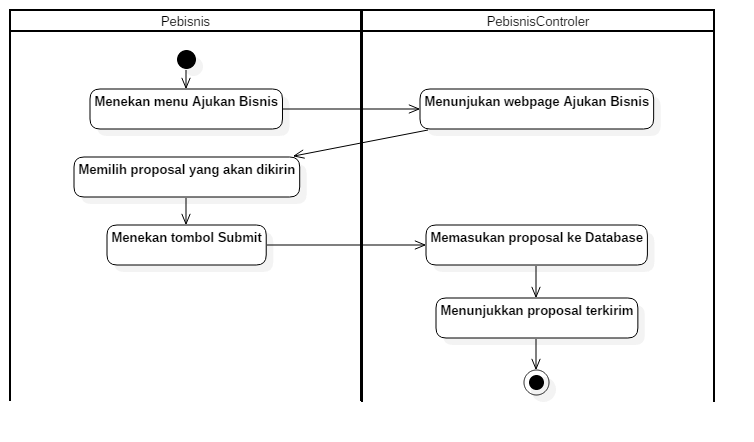 Pebisnis
PebisnisControler
Menekan menu Ajukan Bisnis
Menunjukan webpage Ajukan Bisnis
Memilih proposal yang akan dikirin
Menekan tombol Submit
Memasukan proposal ke Database
Menunjukkan proposal terkirim